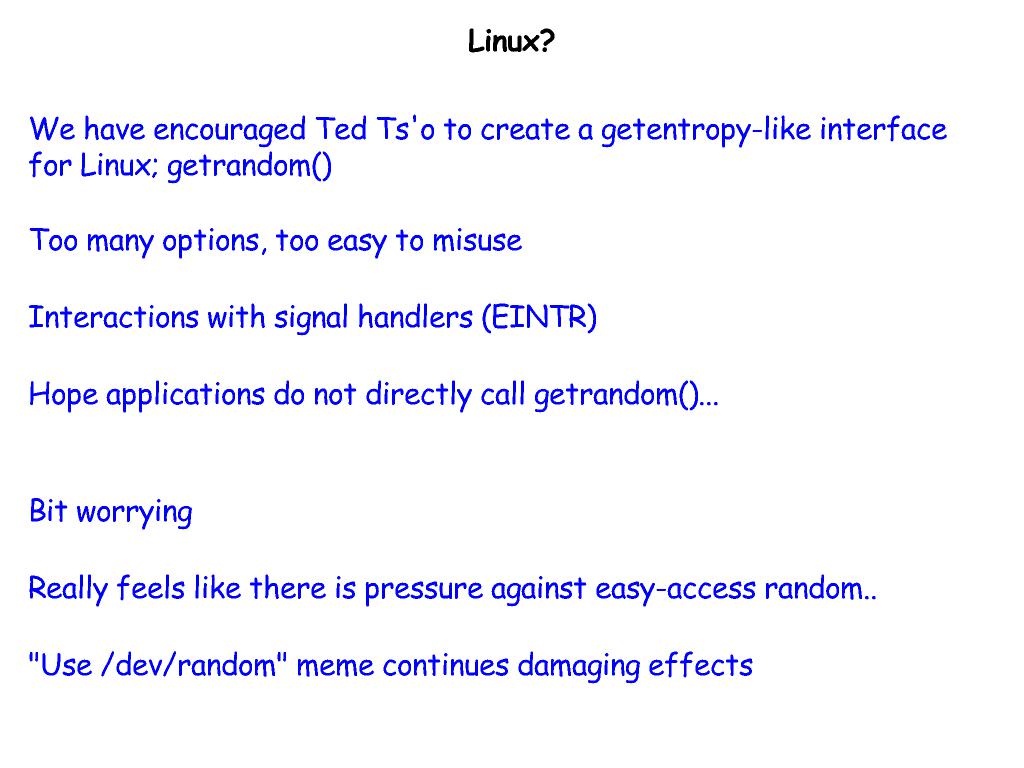 Linux?
We have encouraged Ted Ts'o to create a getentropy-like interface
for Linux; getrandom()
Too many options, too easy to misuse
Interactions with signal handlers (EINTR)
Hope applications do not directly call getrandom()...
Bit worrying
Really feels like there is pressure against easy-access random..
"Use /dev/random" meme continues damaging effects